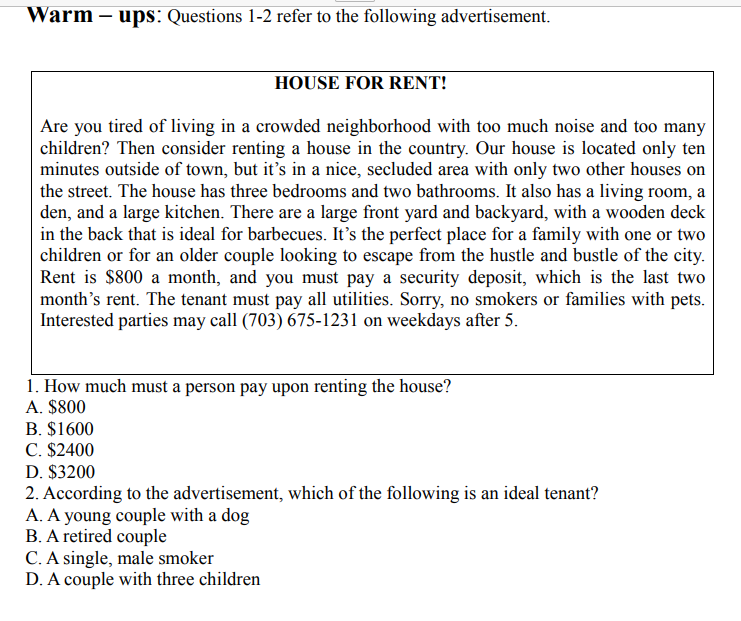 Warm – ups: Questions 1-2 refer to the following advertisement.
HOUSE FOR RENT!
Are you tired of living in a crowded neighborhood with too much noise and too many
children? Then consider renting a house in the country. Our house is located only ten
minutes outside of town, but it’s in a nice, secluded area with only two other houses on
the street. The house has three bedrooms and two bathrooms. It also has a living room, a
den, and a large kitchen. There are a large front yard and backyard, with a wooden deck
in the back that is ideal for barbecues. It’s the perfect place for a family with one or two
children or for an older couple looking to escape from the hustle and bustle of the city.
Rent is $800 a month, and you must pay a security deposit, which is the last two
month’s rent. The tenant must pay all utilities. Sorry, no smokers or families with pets.
Interested parties may call (703) 675-1231 on weekdays after 5.
1. How much must a person pay upon renting the house?
A. $800
B. $1600
C. $2400
D. $3200
2. According to the advertisement, which of the following is an ideal tenant?
A. A young couple with a dog
B. A retired couple
C. A single, male smoker
D. A couple with three children